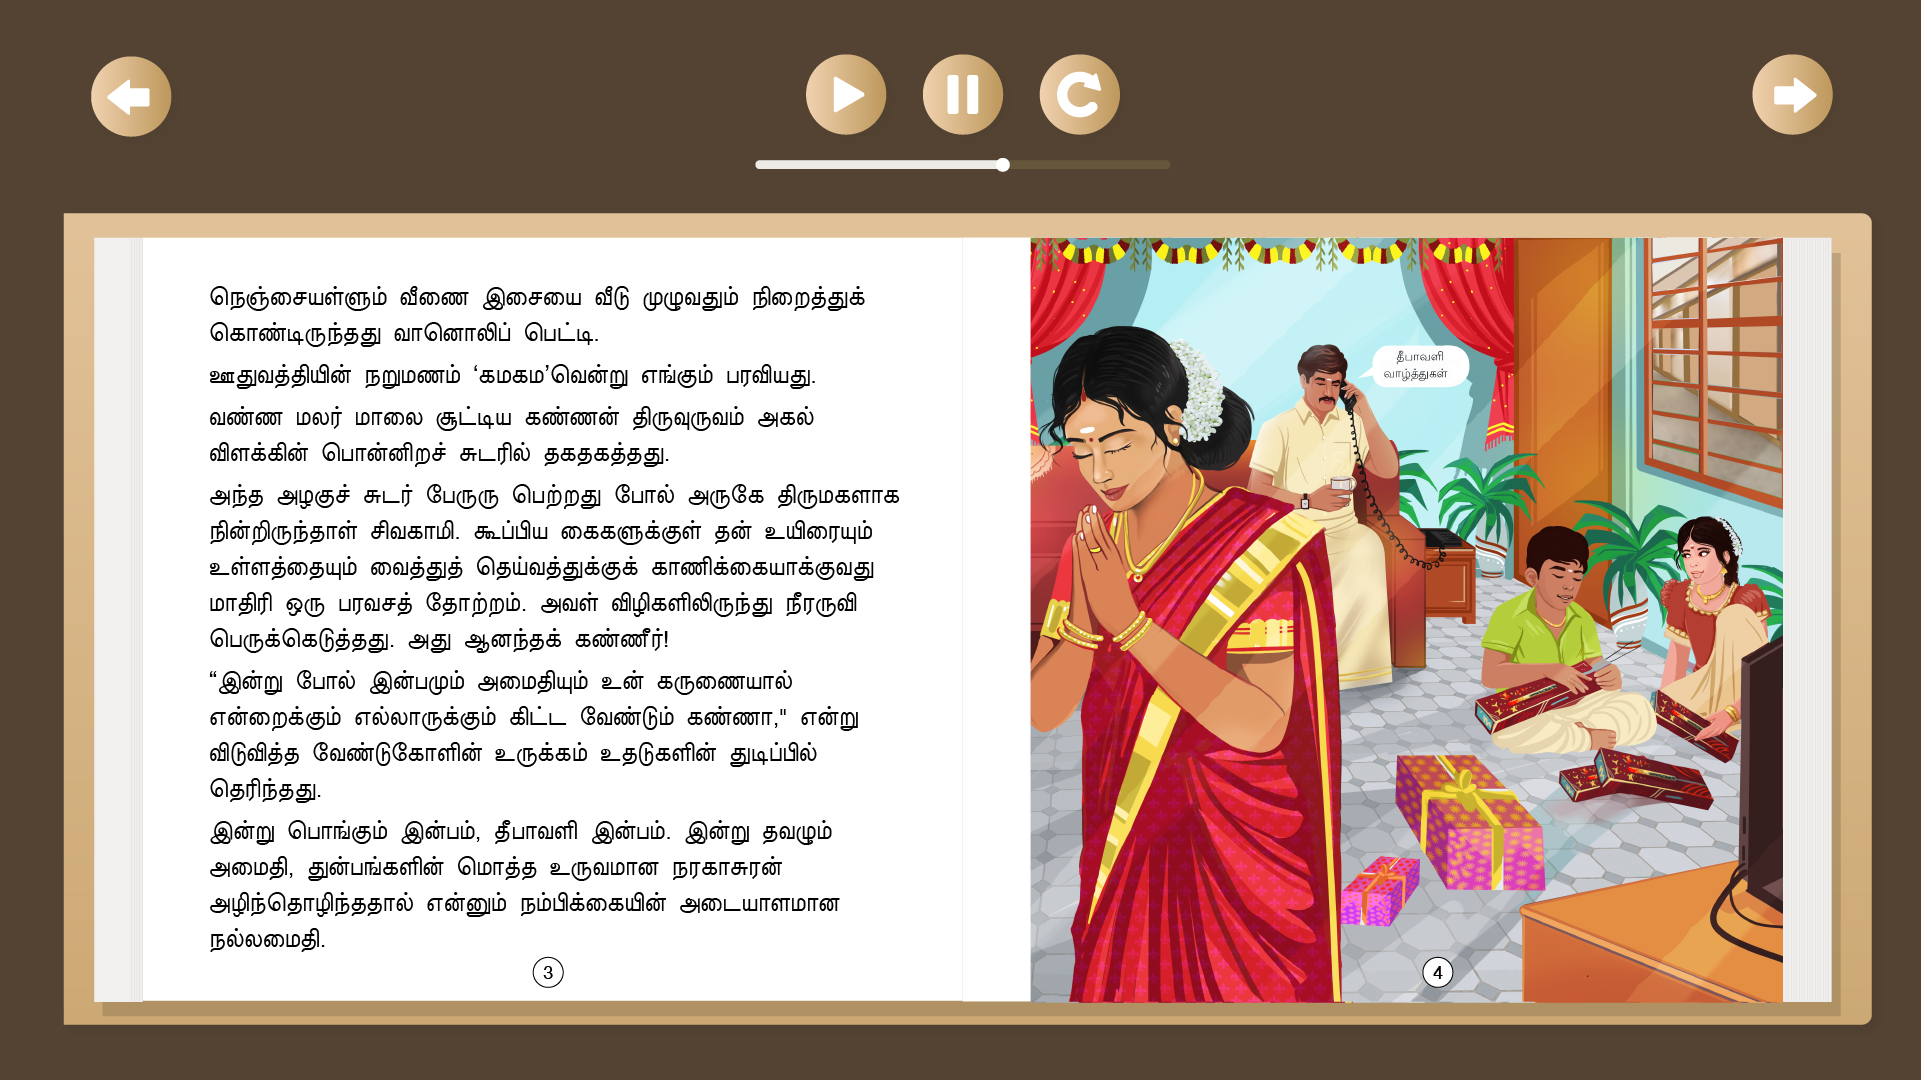 நெஞ்சையள்ளும் வீணை இசையை வீடு முழுவதும் நிறைத்துக்
கொண்டிருந்தது வானொலிப் பெட்டி.
ஊதுவத்தியின் நறுமணம் ‘கமகம’வென்று எங்கும் பரவியது.
வண்ண மலர் மாலை சூட்டிய கண்ணன் திருவுருவம் அகல்
விளக்கின் பொன்னிறச் சுடரில் தகதகத்தது.
அந்த அழகுச் சுடர் பேருரு பெற்றது போல் அருகே திருமகளாக
நின்றிருந்தாள் சிவகாமி. கூப்பிய கைகளுக்குள் தன் உயிரையும்
உள்ளத்தையும் வைத்துத் தெய்வத்துக்குக் காணிக்கையாக்குவது
மாதிரி ஒரு பரவசத் தோற்றம். அவள் விழிகளிலிருந்து நீரருவி
பெருக்கெடுத்தது. அது ஆனந்தக் கண்ணீர்!
“இன்று போல் இன்பமும் அமைதியும் உன் கருணையால்
என்றைக்கும் எல்லாருக்கும் கிட்ட வேண்டும் கண்ணா," என்று
விடுவித்த வேண்டுகோளின் உருக்கம் உதடுகளின் துடிப்பில்
தெரிந்தது.
இன்று பொங்கும் இன்பம், தீபாவளி இன்பம். இன்று தவழும்
அமைதி, துன்பங்களின் மொத்த உருவமான நரகாசுரன்
அழிந்தொழிந்ததால் என்னும் நம்பிக்கையின் அடையாளமான
நல்லமைதி.
3
தீபாவளி
வாழ்த்துகள்
4